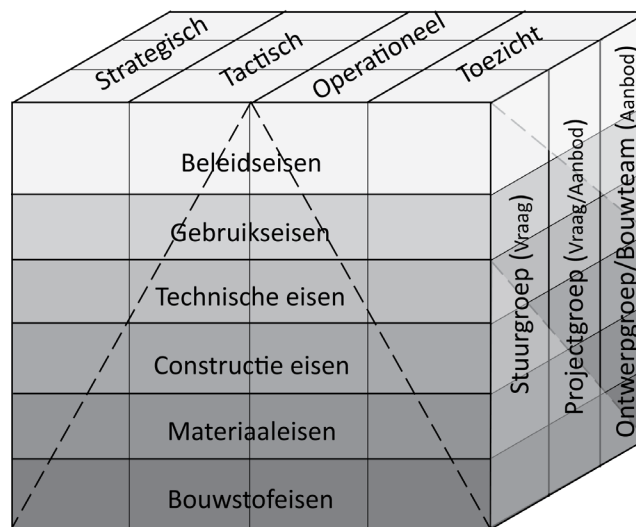 Strategisch
Tactisch
Operationeel
Toezicht
Beleidseisen
Gebruikseisen
Technische eisen
Constructie eisen
Materiaaleisen
Bouwstofeisen
Stuurgroep (Vraag)
Projectgroep (Vraag/Aanbod)
Ontwerpgroep/Bouwteam (Aanbod)